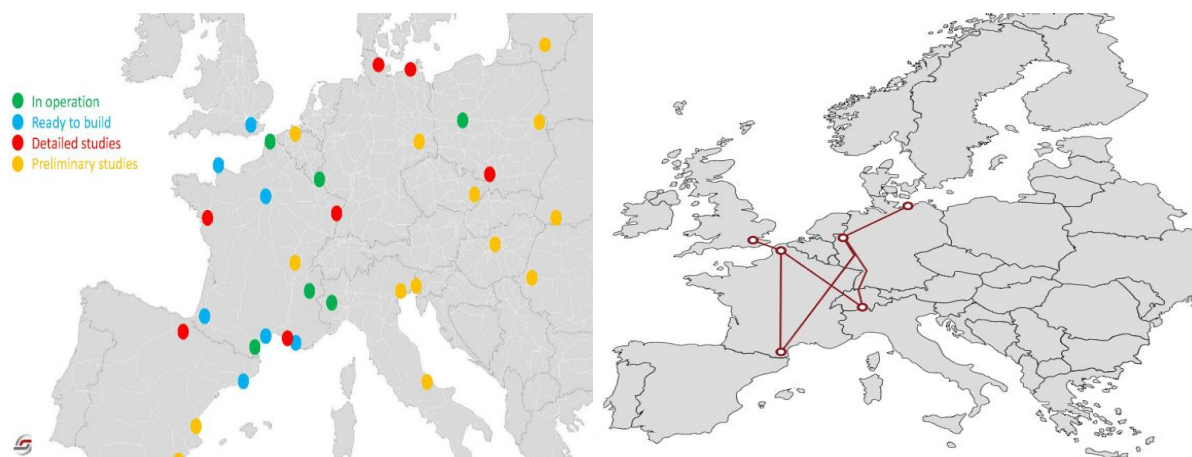 In operation
Ready to build
Detailed studies
Preliminary studies